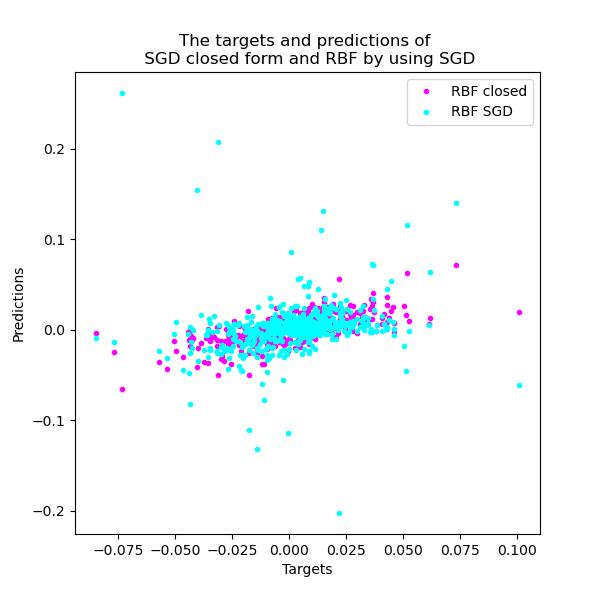 The targets and predictions of
SGD closed form and RBF by using SGD
RBF closed
RBF SGD
Predictions
0.2
0.1
0.0
−0.1
−0.2
−0.075
−0.050
−0.025
0.000
0.025
0.050
0.075
0.100
Targets